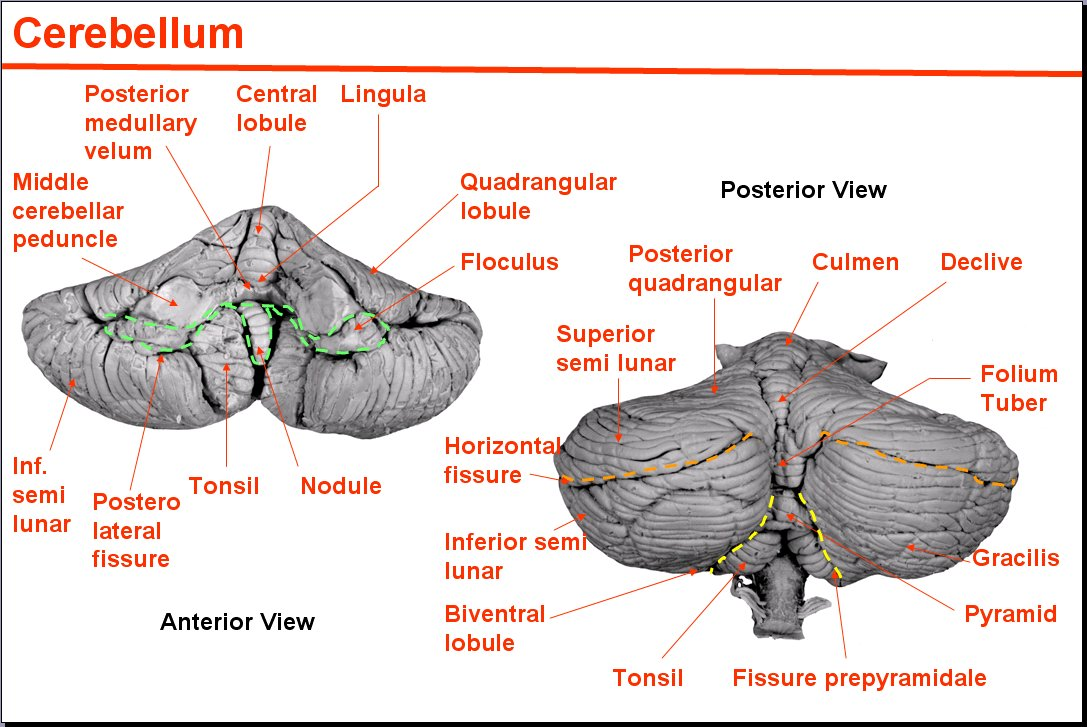 Cerebellum
Posterior
medullary
velum
Central
lobule
Lingula
Middle
cerebellar
peduncle
Quadrangular
lobule
Floculus
Inf.
semi
lunar
Postero
lateral
fissure
Tonsil
Nodule
Anterior View
Posterior View
Posterior
quadrangular
Culmen
Declive
Superior
semi lunar
Folium
Tuber
Horizontal
fissure
Inferior semi
lunar
Gracilis
Biventral
lobule
Pyramid
Tonsil
Fissure prepyramidale